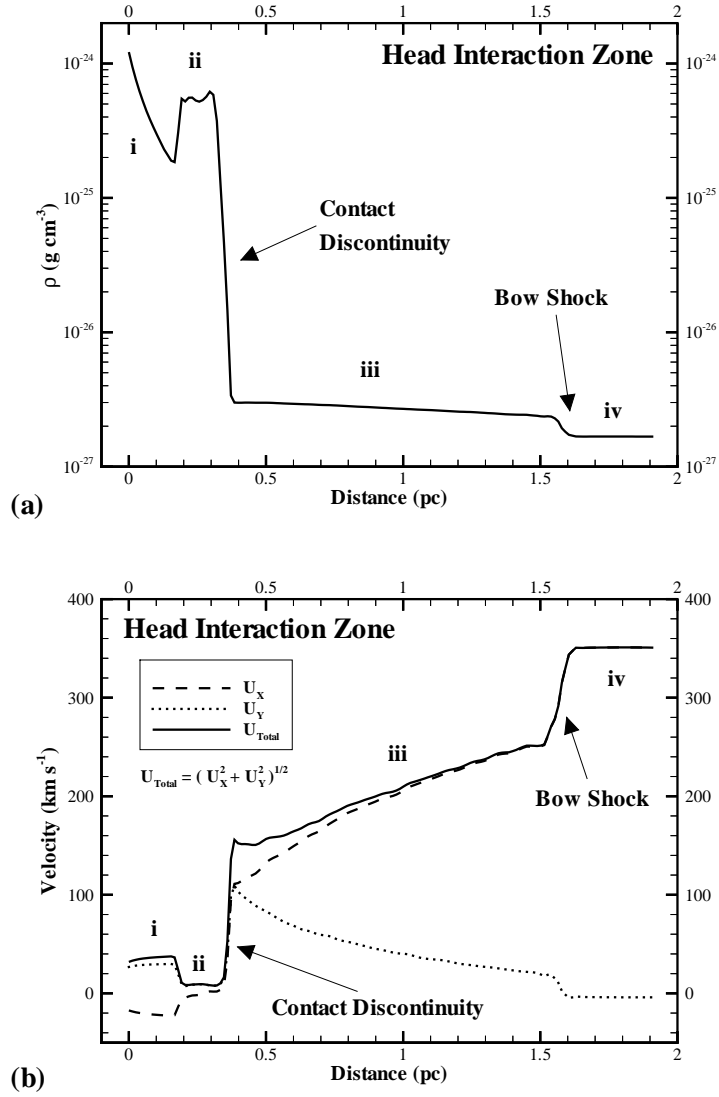 0 0.5 1 1.5 2
Head Interaction Zone
10^-24 10^-24
ii
i
10^-25 10^-25
Contact
Discontinuity
ρ (g cm^-3)
Bow Shock
10^-26 10^-26
iii
iv
10^-27 10^-27
0 0.5 1 1.5 2
Distance (pc)
(a)
0 0.5 1 1.5 2
400 400
Head Interaction Zone
U_X
U_Y
U_Total
U_Total = ( U_X^2 + U_Y^2 )^1/2
iv
300 300
iii
Bow Shock
200 200
Velocity (km s^-1)
100 100
i
ii
0 0
Contact Discontinuity
0 0.5 1 1.5 2
Distance (pc)
(b)